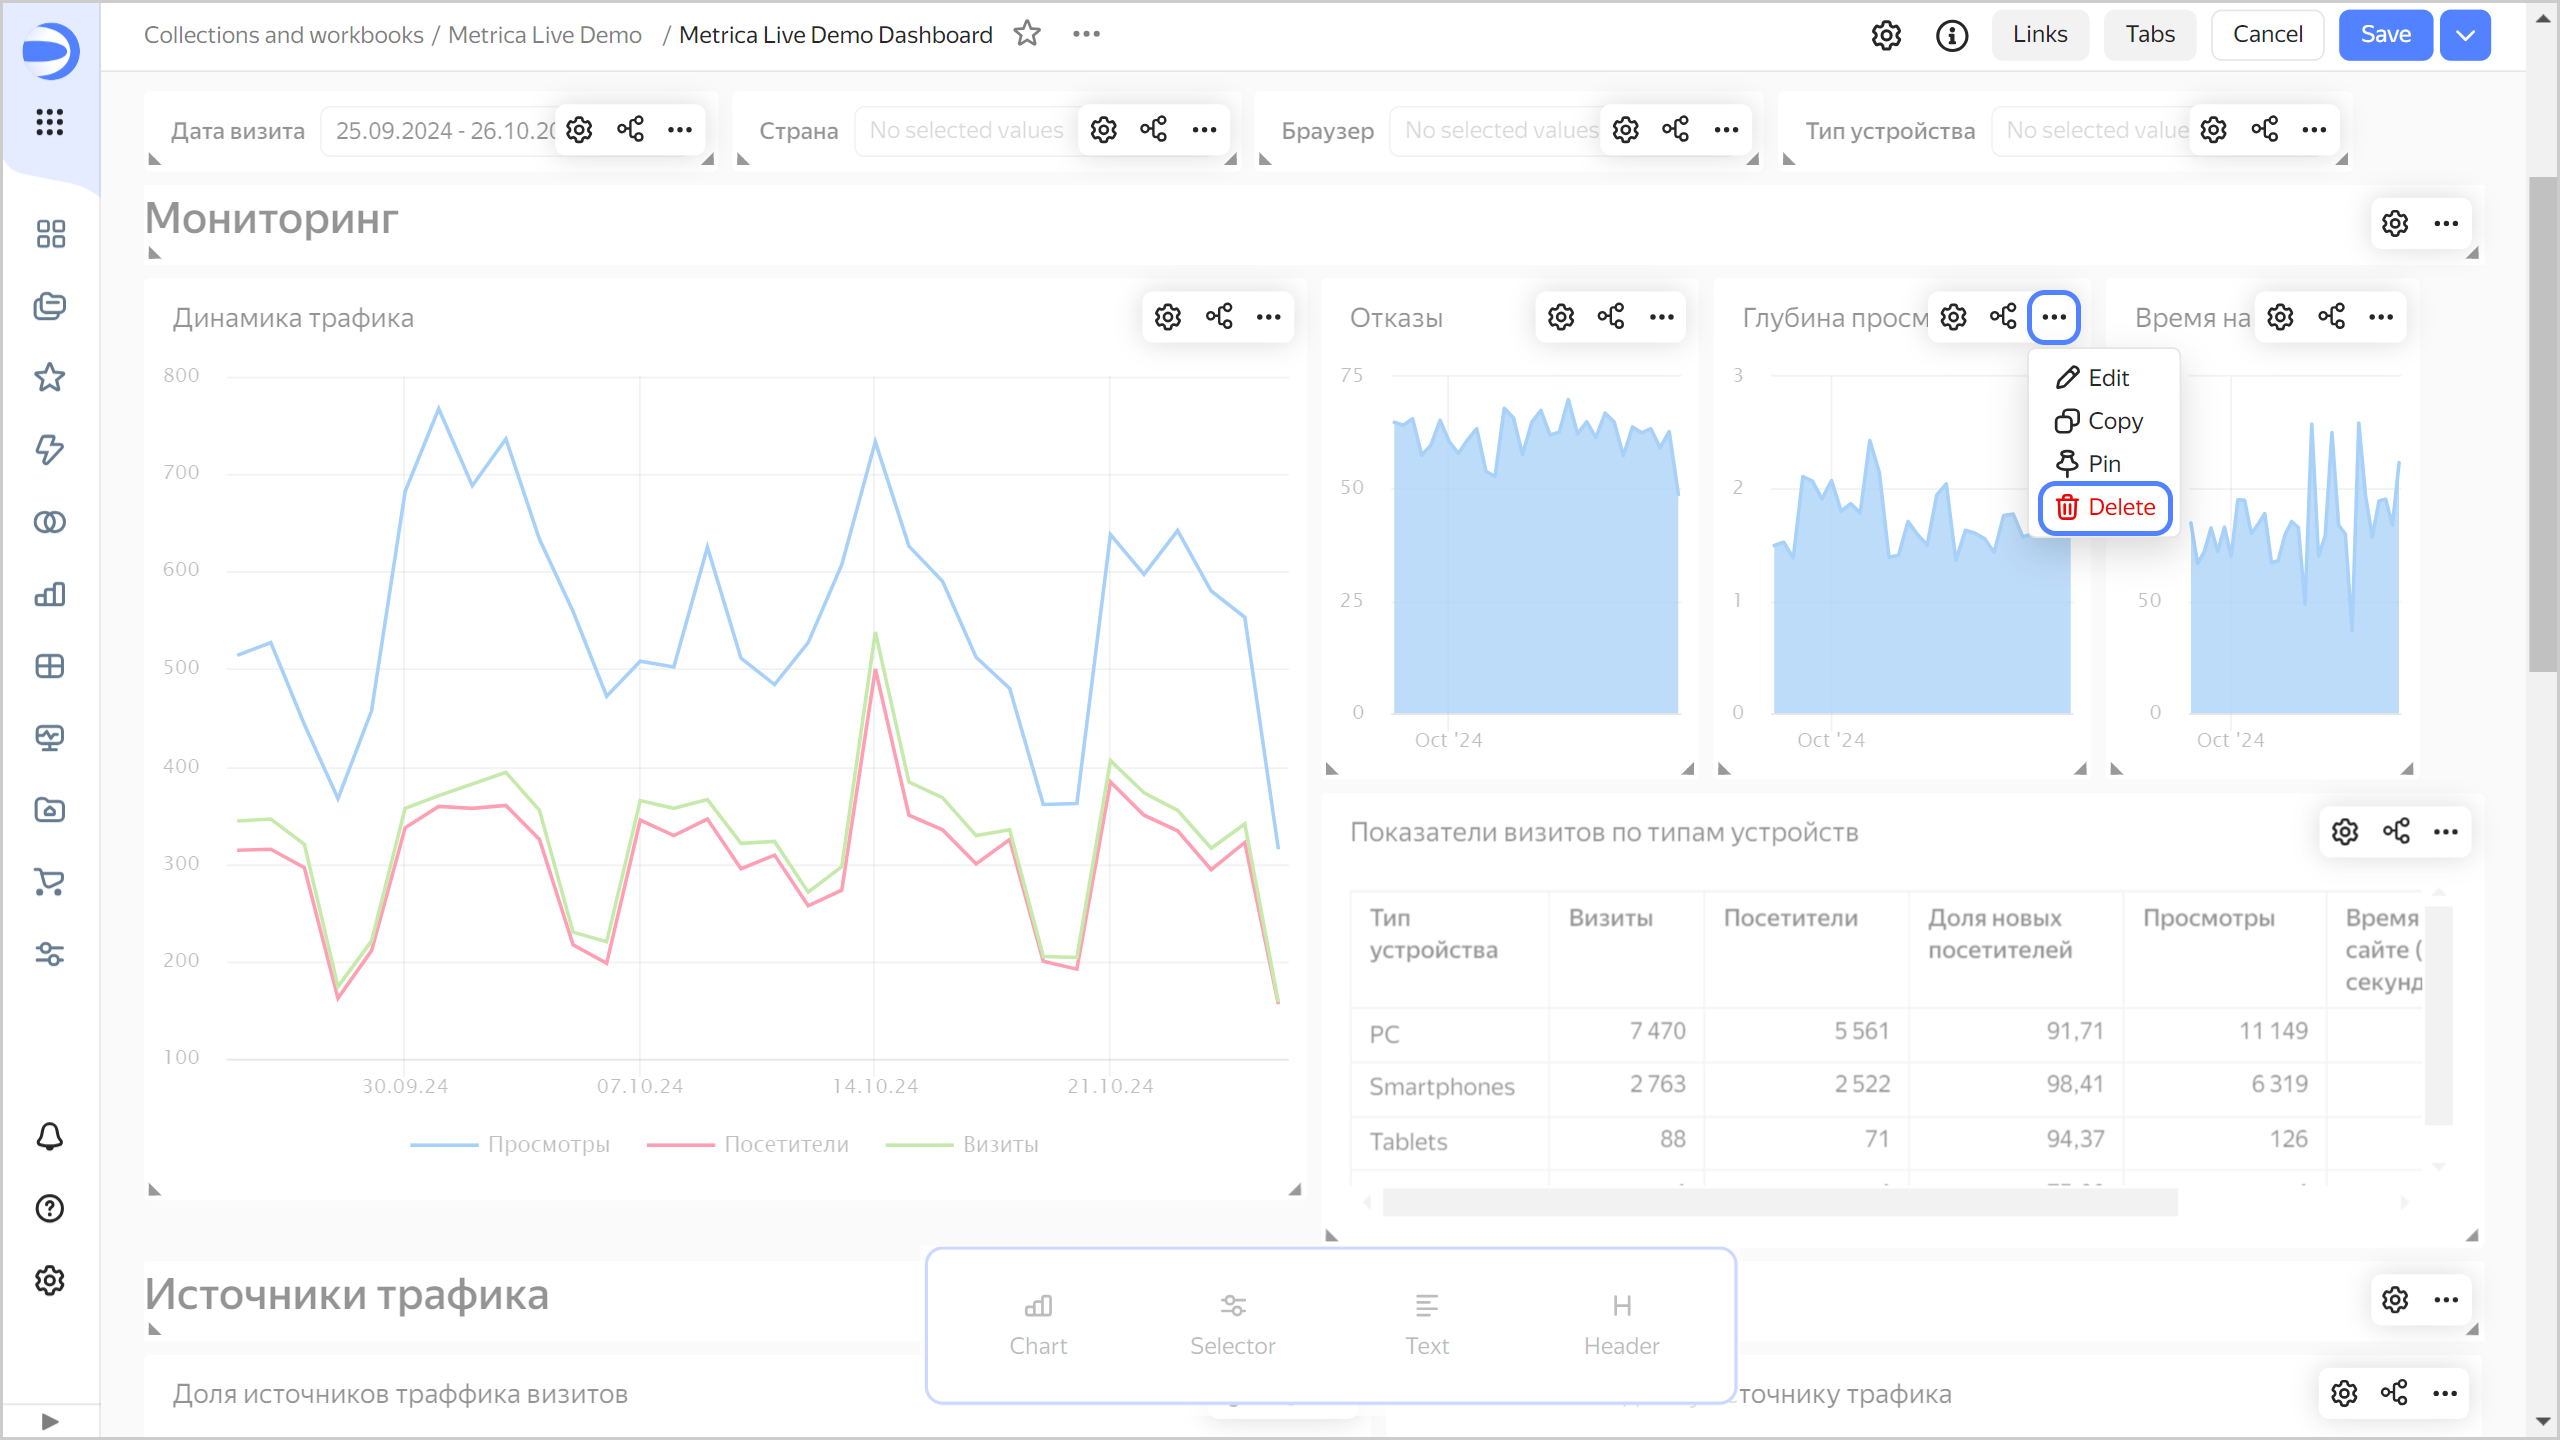 Collections and workbooks / Metrica Live Demo / Metrica Live Demo Dashboard
Links
Tabs
Cancel
Save
Дата визита
25.09.2024 - 26.10.20
Страна
No selected values
Браузер
No selected values
Тип устройства
No selected value
Мониторинг
Динамика трафика
800
700
600
500
400
300
200
100
30.09.24
07.10.24
14.10.24
21.10.24
Просмотры
Посетители
Визиты
Отказы
75
50
25
0
Oct '24
Глубина просм
3
2
1
0
Oct '24
Edit
Copy
Pin
Delete
Время на
50
0
Oct '24
Показатели визитов по типам устройств
Тип устройства
Визиты
Посетители
Доля новых посетителей
Просмотры
Время
сайте (
секунд
PC 7 470 5 561 91,71 11 149
Smartphones 2 763 2 522 98,41 6 319
Tablets 88 71 94,37 126
Источники трафика
Chart
Selector
Text
Header
Доля источников траффика визитов
точнику трафика